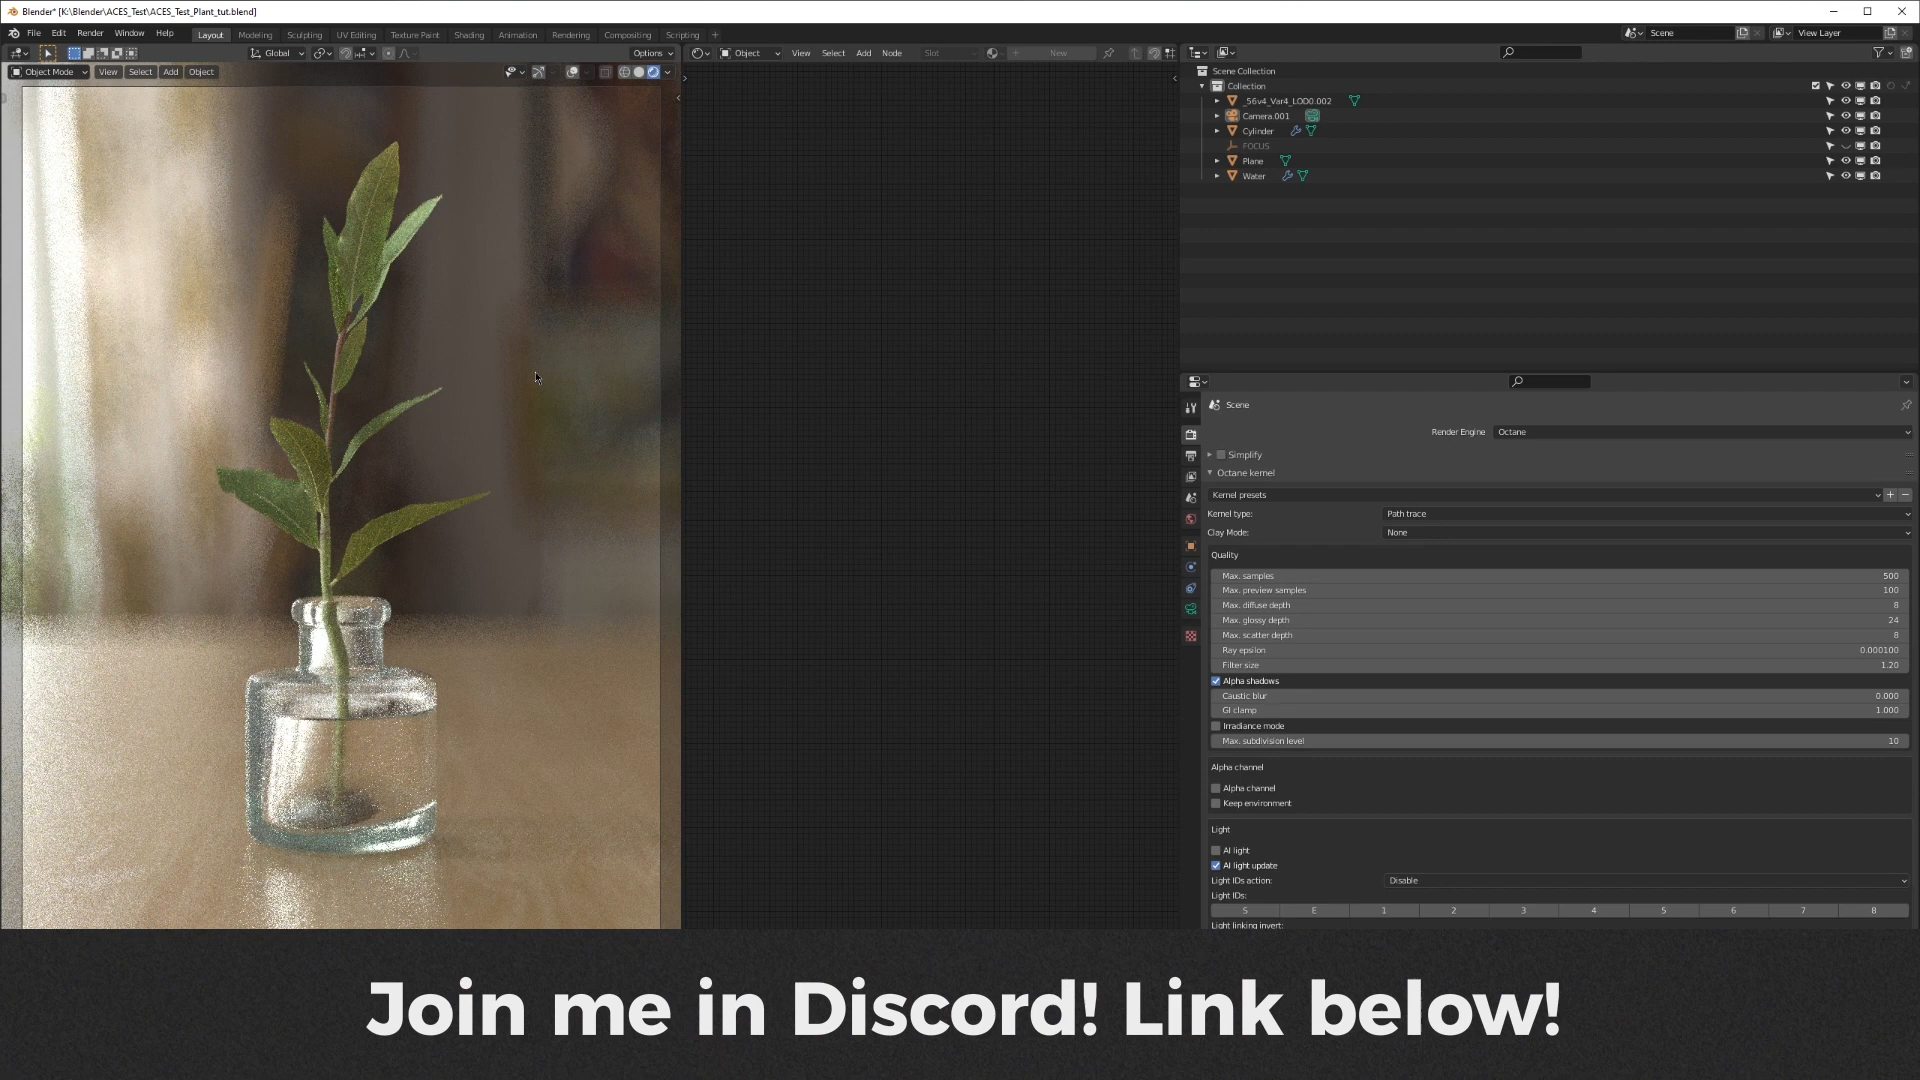 Blender* [K:\Blender\ACES_Test\ACES_Test_Plant_tut.blend]
File Edit Render Window Help Layout Modeling Sculpting UV Editing Texture Paint Shading Animation Rendering Compositing Scripting + Scene View Layer
Global Options Object View Select Add Node Slot New
Object Mode View Select Add Object
Scene Collection
Collection
_56v4_Var4_LOD0.002
Camera.001
Cylinder
FOCUS
Plane
Water
Scene
Render Engine Octane
Simplify
Octane kernel
Kernel presets
Kernel type: Path trace
Clay Mode: None
Quality
Max. samples 500
Max. preview samples 100
Max. diffuse depth 8
Max. glossy depth 24
Max. scatter depth 8
Ray epsilon 0.000100
Filter size 1.20
Alpha shadows
Caustic blur 0.000
GI clamp 1.000
Irradiance mode
Max. subdivision level 10
Alpha channel
Alpha channel
Keep environment
Light
AI light
AI light update
Light IDs action: Disable
Light IDs:
S E 1 2 3 4 5 6 7 8
Light linking invert:
Join me in Discord! Link below!